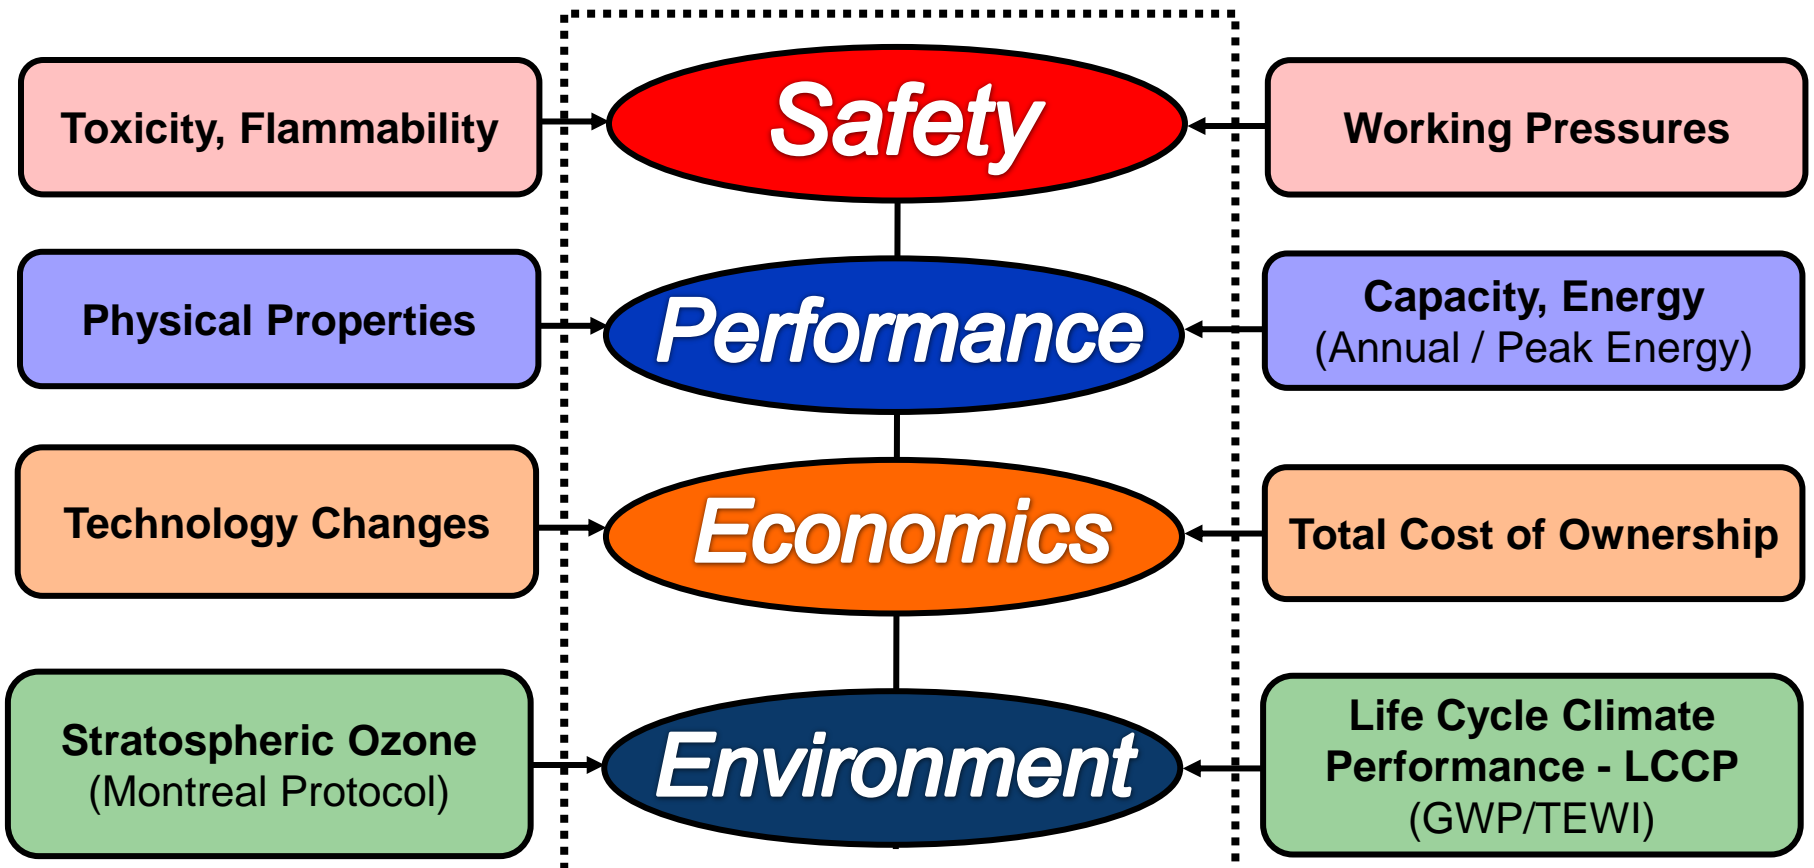 Toxicity, Flammability
Safety
Working Pressures
Physical Properties
Performance
Capacity, Energy
(Annual / Peak Energy)
Technology Changes
Economics
Total Cost of Ownership
Stratospheric Ozone
(Montreal Protocol)
Environment
Life Cycle Climate
Performance - LCCP
(GWP/TEWI)